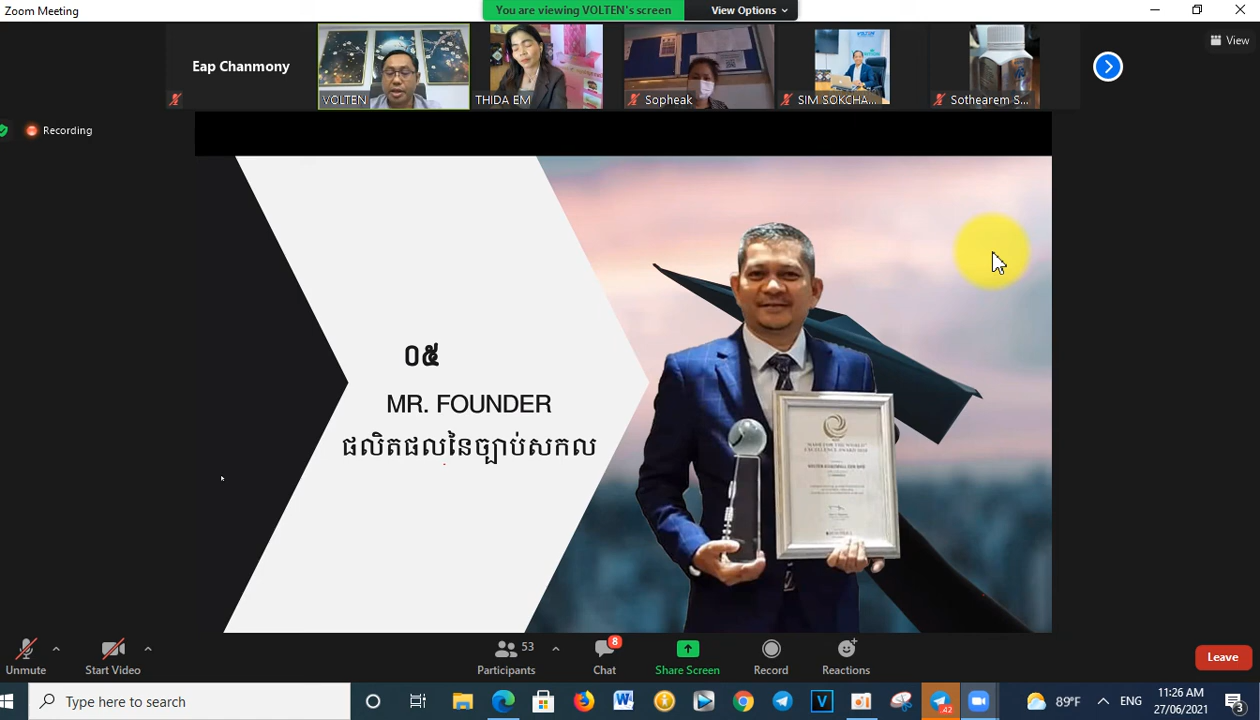 Zoom Meeting
You are viewing VOLTEN's screen
View Options
Eap Chanmony
VOLTEN
THIDA EM
Sopheak
SIM SOKCHA...
Sothearem S...
View
Recording
០៥
MR. FOUNDER
ផលិតផលនៃច្បាប់សកល
EXCELLENCE AWARD
Unmute
Start Video
53
Participants
8
Chat
Share Screen
Record
Reactions
Leave
Type here to search
89°F
ENG
11:26 AM
27/06/2021
3